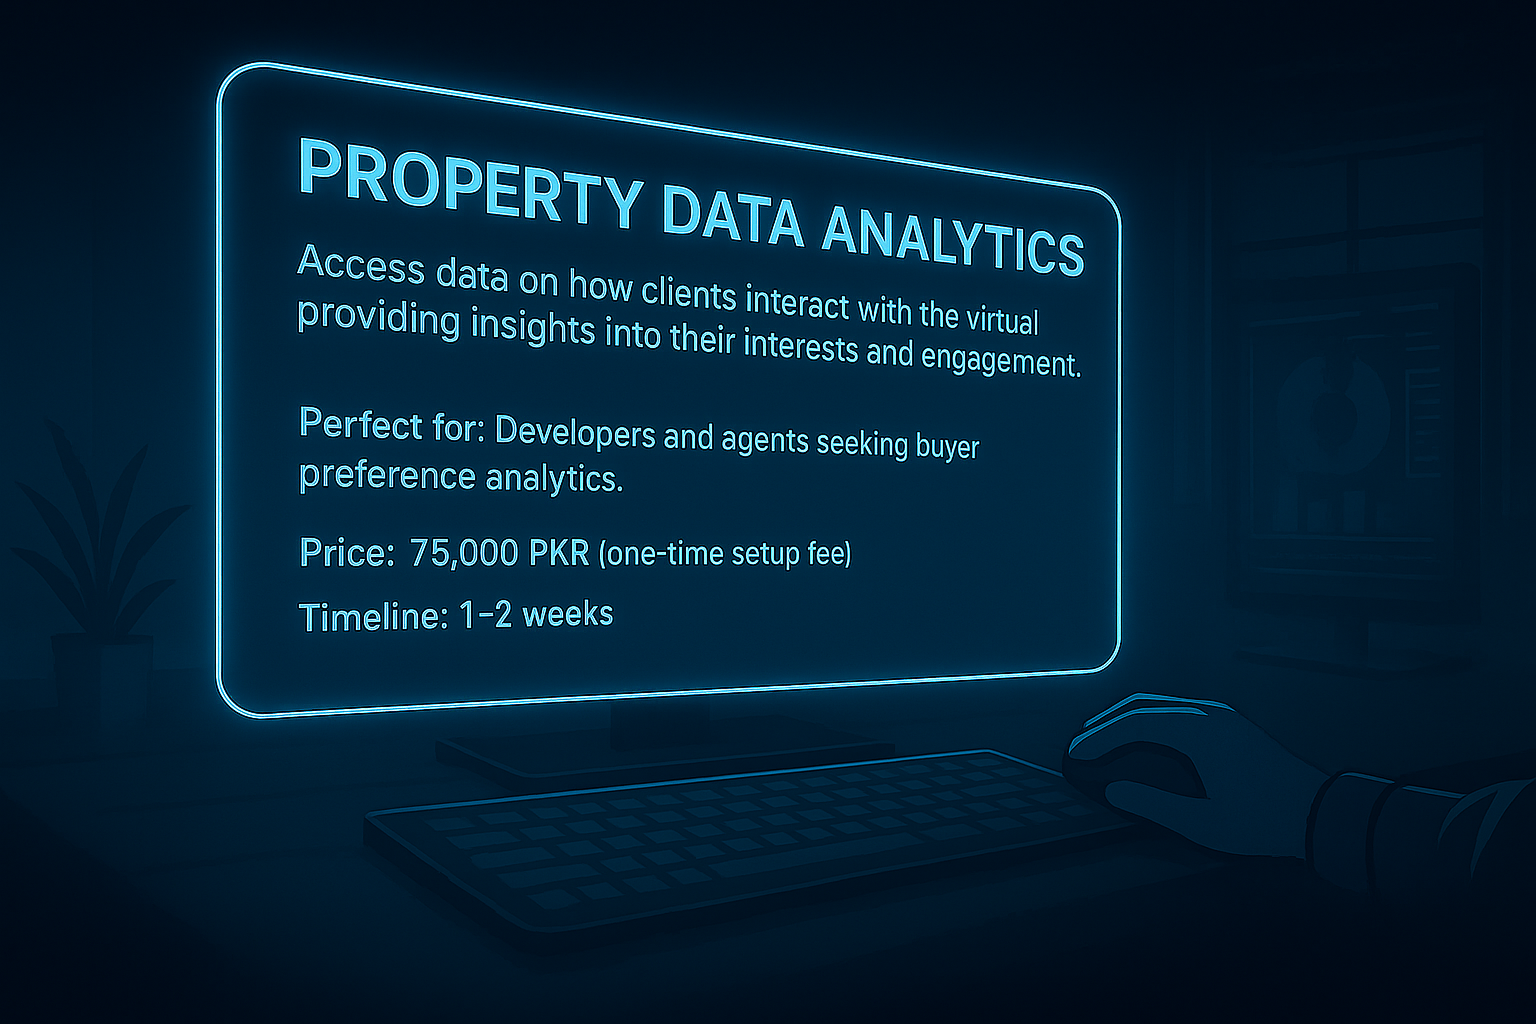 PROPERTY DATA ANALYTICS
Access data on how clients interact with the virtual
providing insights into their interests and engagement.
Perfect for: Developers and agents seeking buyer
preference analytics.
Price: 75,000 PKR (one-time setup fee)
Timeline: 1–2 weeks